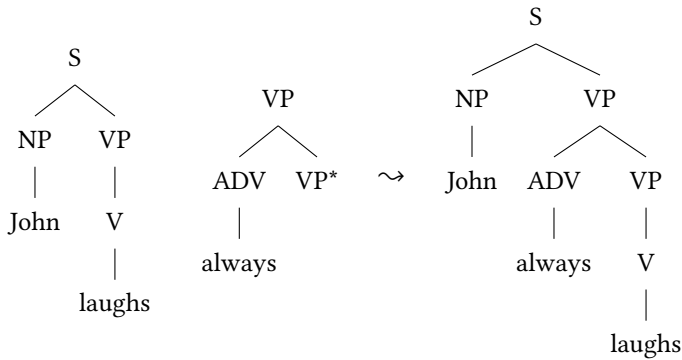 S
NP VP
John V
laughs
VP
ADV VP*
always
⤳
S
NP VP
John ADV VP
always V
laughs